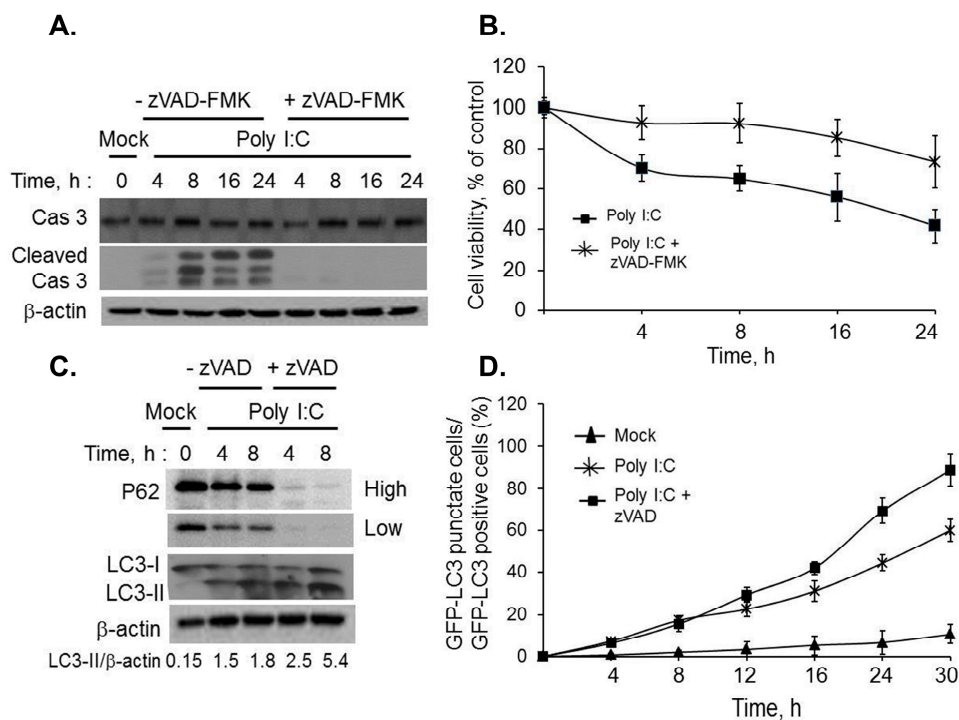 A.
- zVAD-FMK + zVAD-FMK
Mock Poly I:C
Time, h : 0 4 8 16 24 4 8 16 24
Cas 3
Cleaved
Cas 3
β-actin
B.
Cell viability, % of control
120
100
80
60
40
20
0
Poly I:C
Poly I:C +
zVAD-FMK
4 8 16 24
Time, h
C.
- zVAD + zVAD
Mock Poly I:C
Time, h : 0 4 8 4 8
P62 High
Low
LC3-I
LC3-II
β-actin
LC3-II/β-actin 0.15 1.5 1.8 2.5 5.4
D.
GFP-LC3 punctate cells/
GFP-LC3 positive cells (%)
120
100
80
60
40
20
0
Mock
Poly I:C
Poly I:C +
zVAD
4 8 12 16 24 30
Time, h